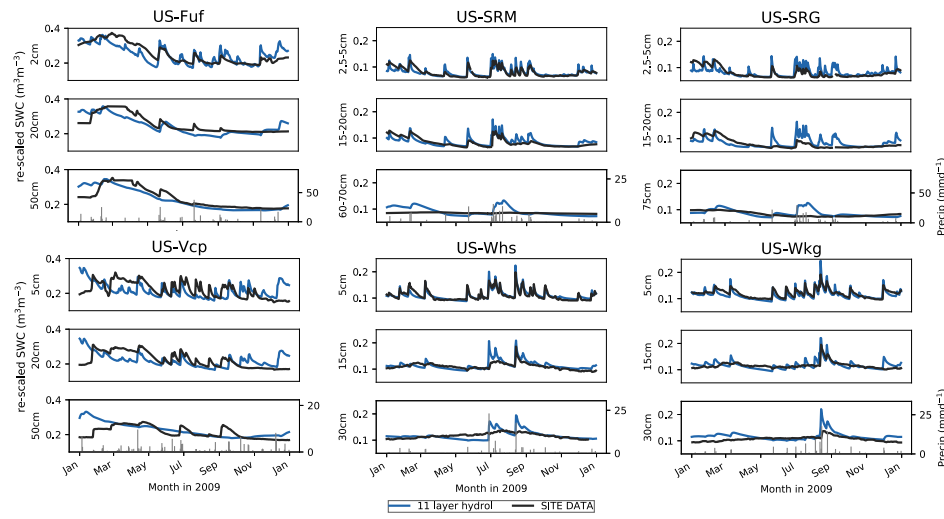 US-Fuf
US-SRM
US-SRG
re-scaled SWC (m³m⁻³)
2cm
0.4
0.2
20cm
0.4
0.2
50cm
0.4
0.2
50
0
2.5-5cm
0.2
0.1
15-20cm
0.2
0.1
60-70cm
0.2
0.1
25
0
2.5-5cm
0.2
0.1
15-20cm
0.2
0.1
75cm
0.2
0.1
50
0
Precip (mmd⁻¹)
US-Vcp
US-Whs
US-Wkg
re-scaled SWC (m³m⁻³)
5cm
0.4
0.2
20cm
0.4
0.2
50cm
0.4
0.2
20
0
5cm
0.2
0.1
15cm
0.2
0.1
30cm
0.2
0.1
25
0
5cm
0.2
0.1
15cm
0.2
0.1
30cm
0.2
0.1
25
0
Precip (mmd⁻¹)
Jan Mar May Jul Sep Nov Jan
Jan Mar May Jul Sep Nov Jan
Jan Mar May Jul Sep Nov Jan
Month in 2009
Month in 2009
Month in 2009
11 layer hydrol
SITE DATA